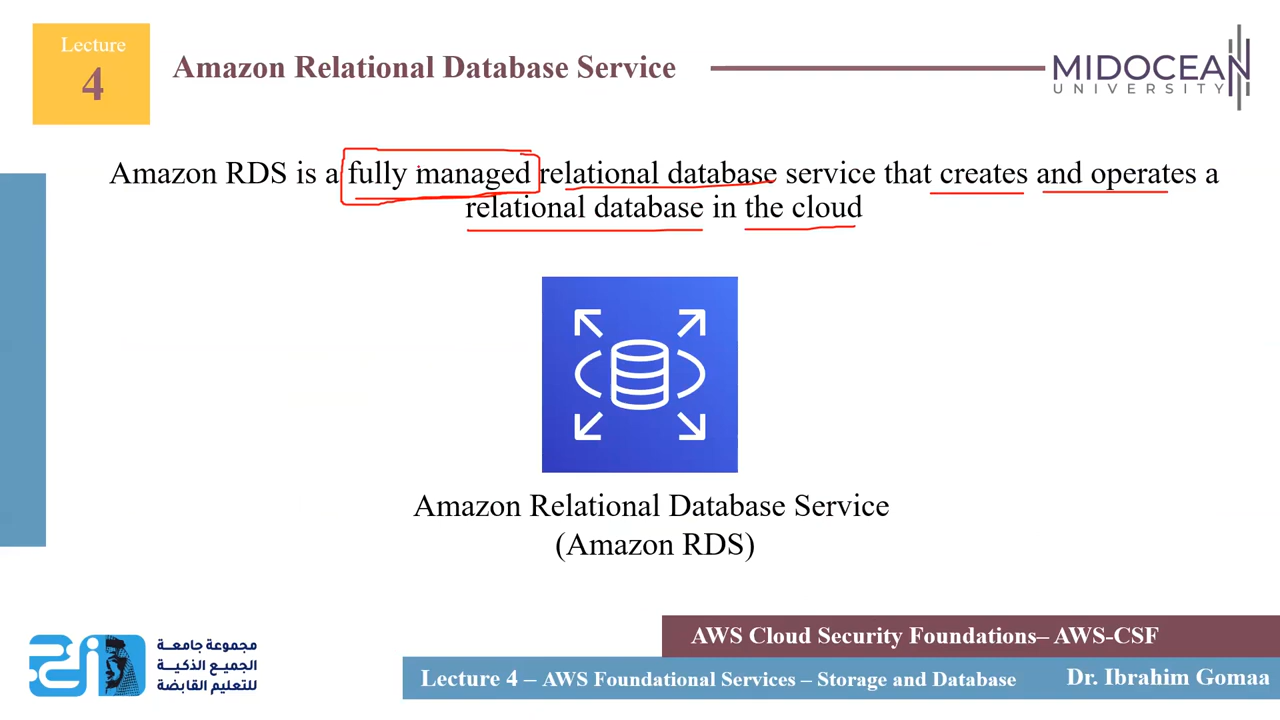 Lecture
4
Amazon Relational Database Service
MIDOCEAN
UNIVERSITY
Amazon RDS is a fully managed relational database service that creates and operates a
relational database in the cloud
Amazon Relational Database Service
(Amazon RDS)
مجموعة جامعة
الجميع الذكية
للتعليم القابضة
AWS Cloud Security Foundations– AWS-CSF
Lecture 4 – AWS Foundational Services – Storage and Database
Dr. Ibrahim Gomaa